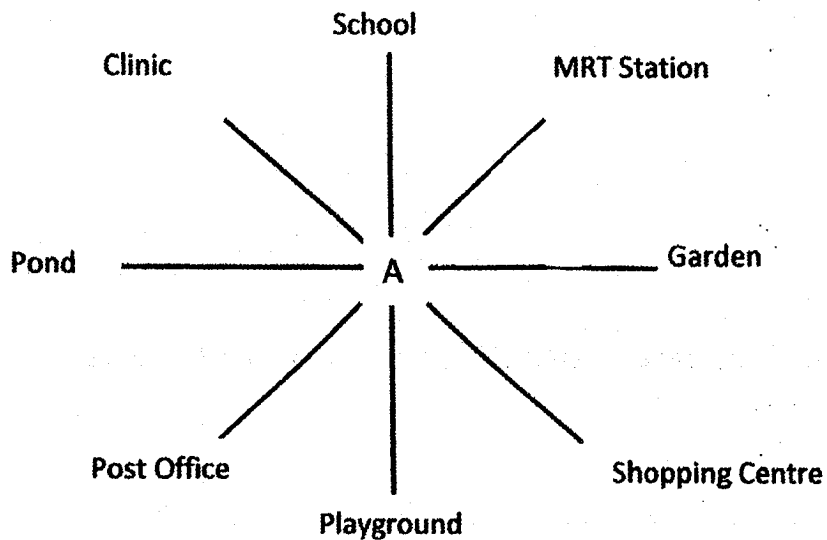 School
Clinic
MRT Station
Pond
A
Garden
Post Office
Shopping Centre
Playground